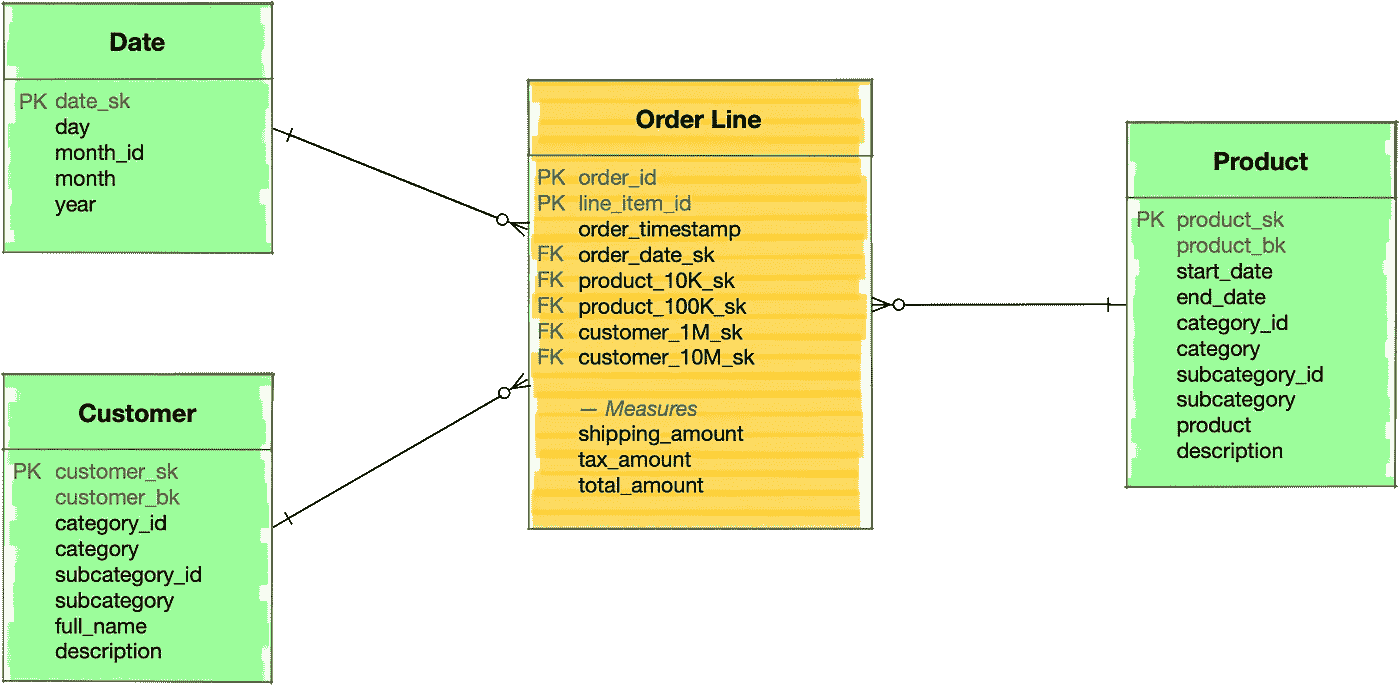 Date
PK date_sk
day
month_id
month
year
Customer
PK customer_sk
customer_bk
category_id
category
subcategory_id
subcategory
full_name
description
Order Line
PK order_id
PK line_item_id
order_timestamp
FK order_date_sk
FK product_10K_sk
FK product_100K_sk
FK customer_1M_sk
FK customer_10M_sk
— Measures
shipping_amount
tax_amount
total_amount
Product
PK product_sk
product_bk
start_date
end_date
category_id
category
subcategory_id
subcategory
product
description